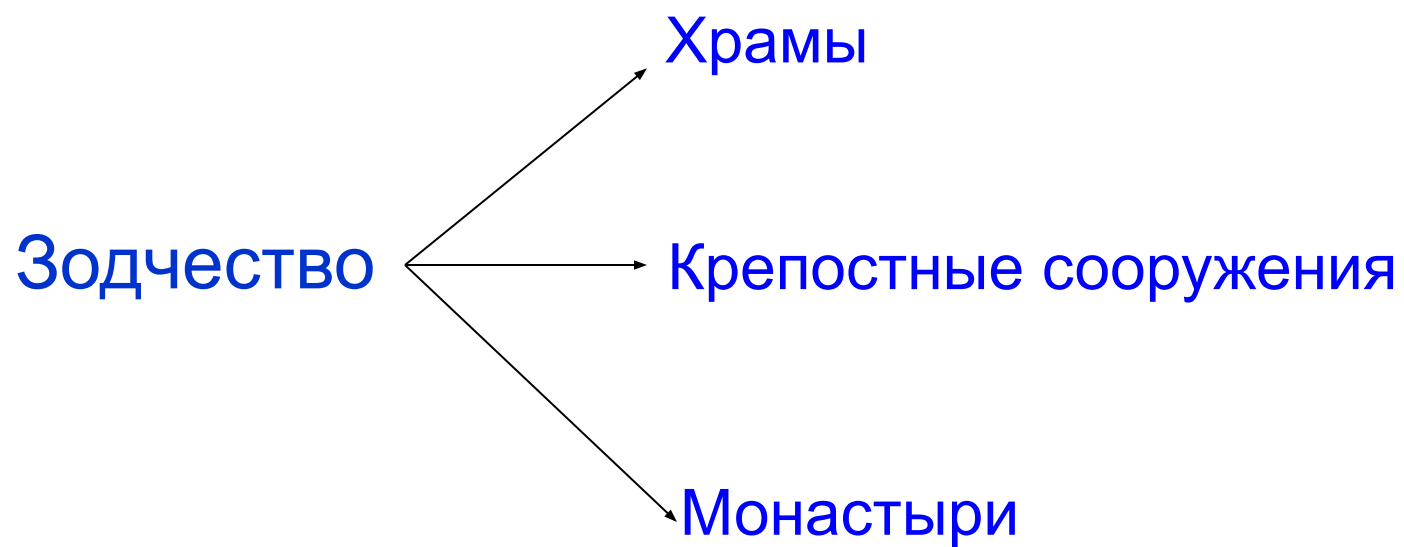 Храмы
Зодчество
Крепостные сооружения
Монастыри